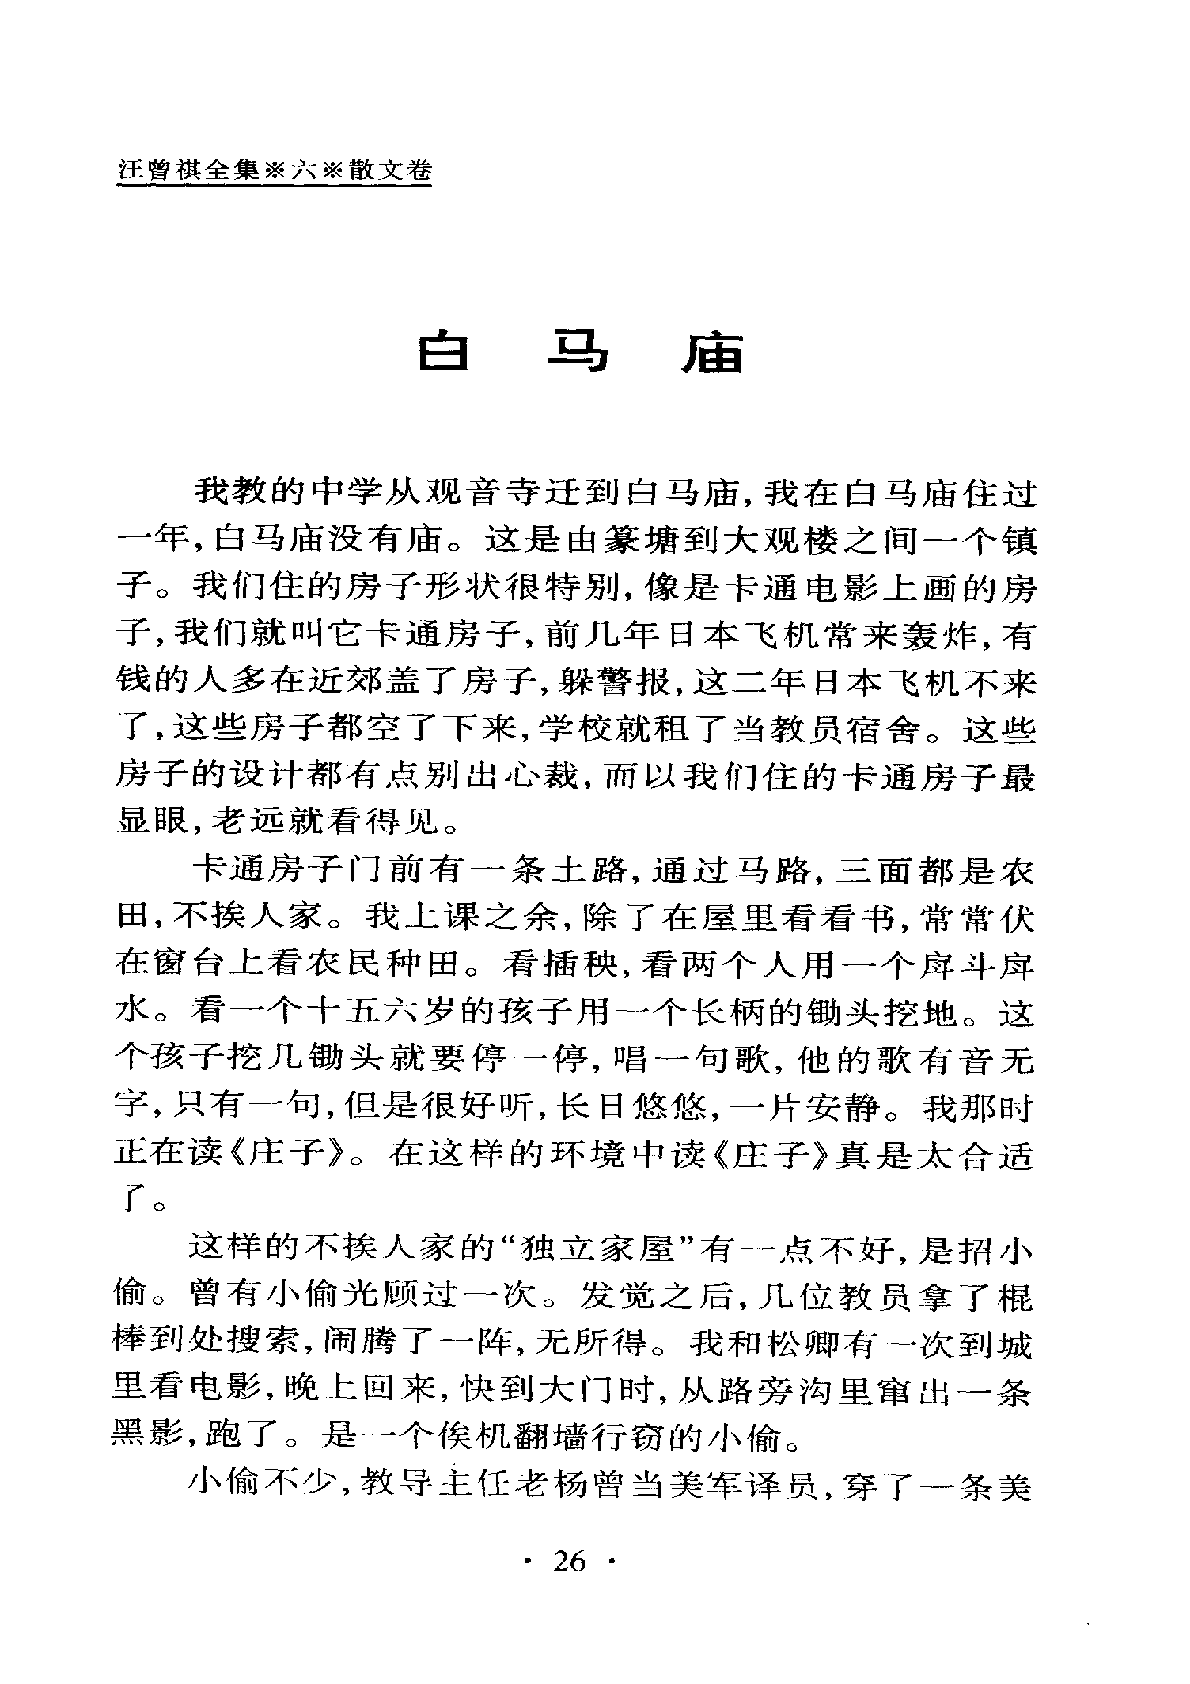 汪曾祺全集※六※散文卷
白马庙
我教的中学从观音寺迁到白马庙,我在白马庙住过
一年,白马庙没有庙。这是由篆塘到大观楼之间一个镇
子。我们住的房子形状很特别,像是卡通电影上画的房
子,我们就叫它卡通房子,前几年日本飞机常来轰炸,有
钱的人多在近郊盖了房子,躲警报,这二年日本飞机不来
了,这些房子都空了下来,学校就租了当教员宿舍。这些
房子的设计都有点别出心裁,而以我们住的卡通房子最
显眼,老远就看得见。
卡通房子门前有一条土路,通过马路,三面都是农
田,不挨人家。我上课之余,除了在屋里看看书,常常伏
在窗台上看农民种田。看插秧,看两个人用一个戽斗戽
水。看一个十五六岁的孩子用一个长柄的锄头挖地。这
个孩子挖几锄头就要停一停,唱一句歌,他的歌有音无
字,只有一句,但是很好听,长日悠悠,一片安静。我那时
正在读《庄子》。在这样的环境中读《庄子》真是太合适
了。
这样的不挨人家的“独立家屋”有一点不好,是招小
偷。曾有小偷光顾过一次。发觉之后,几位教员拿了棍
棒到处搜索,闹腾了一阵,无所得。我和松卿有一次到城
里看电影,晚上回来,快到大门时,从路旁沟里窜出一条
黑影,跑了。是一个俟机翻墙行窃的小偷。
小偷不少,教导主任老杨曾当美军译员,穿了一条美
· 26 ·